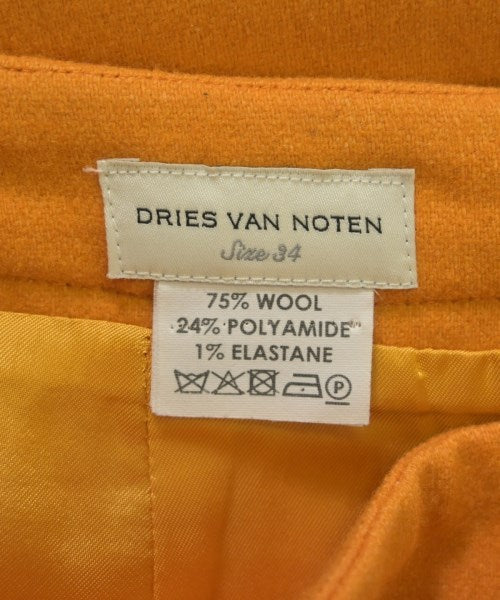 DRIES VAN NOTEN
Size 34
75% WOOL
24% POLYAMIDE
1% ELASTANE
P